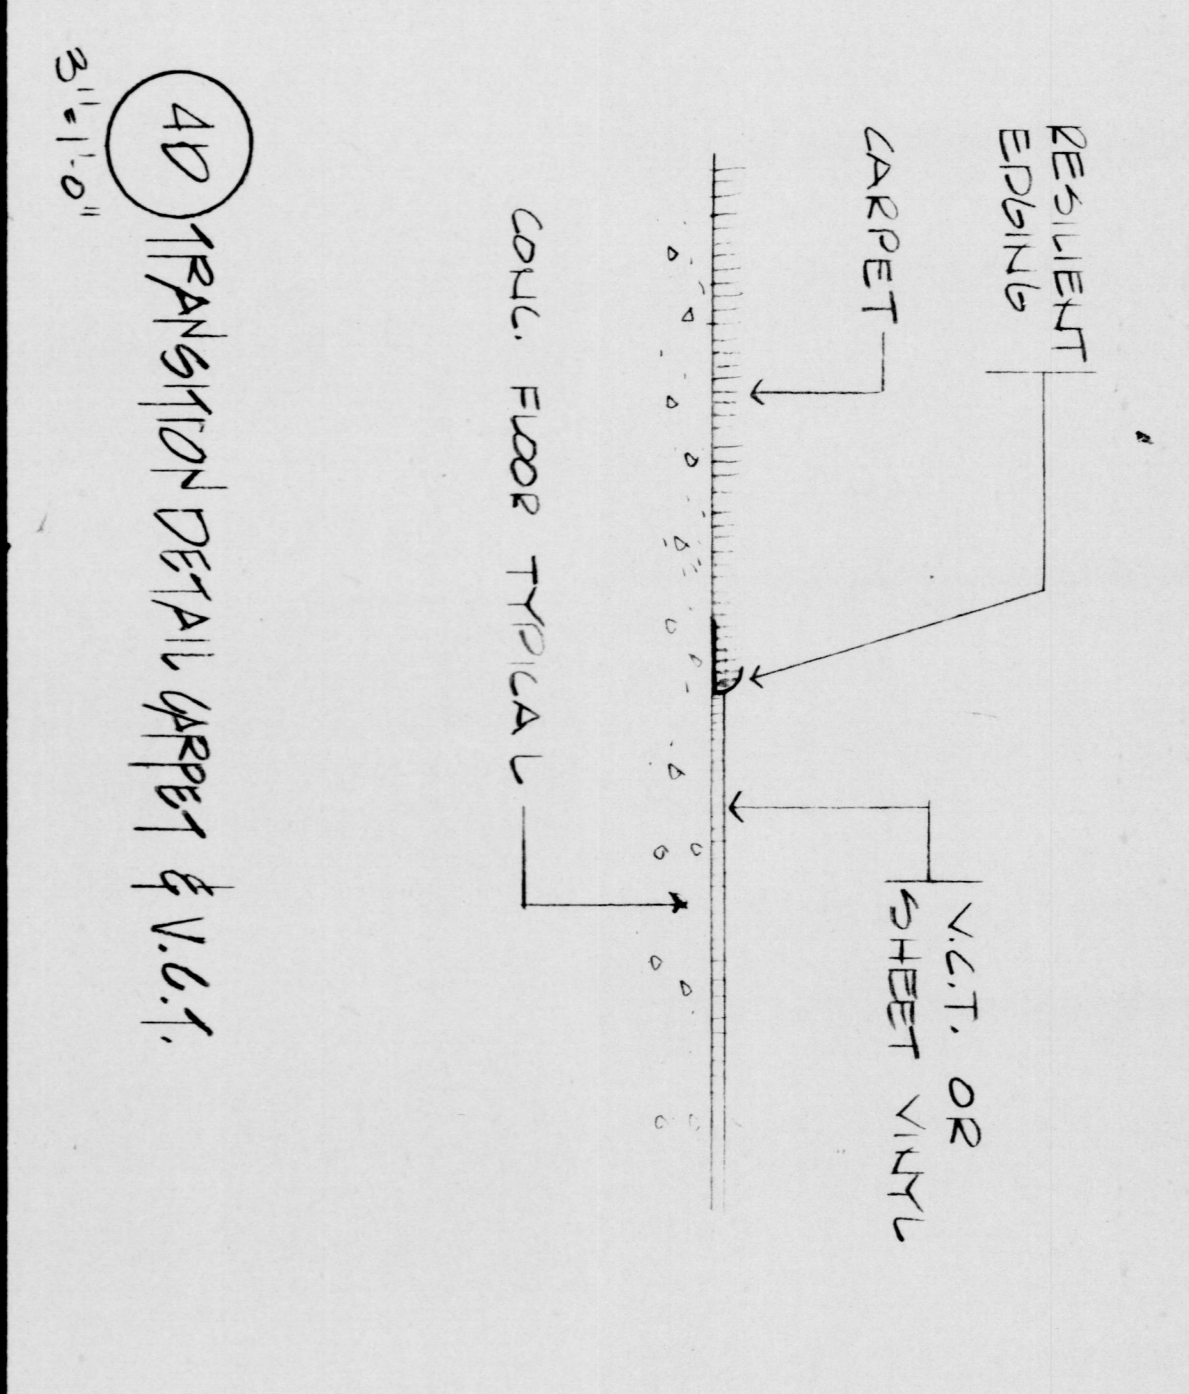 RESILIENT
EDGING
CARPET
V.C.T. OR
SHEET VINYL
CONC. FLOOR TYPICAL
4D
TRANSITION DETAIL CARPET & V.C.T.
3"=1'-0"